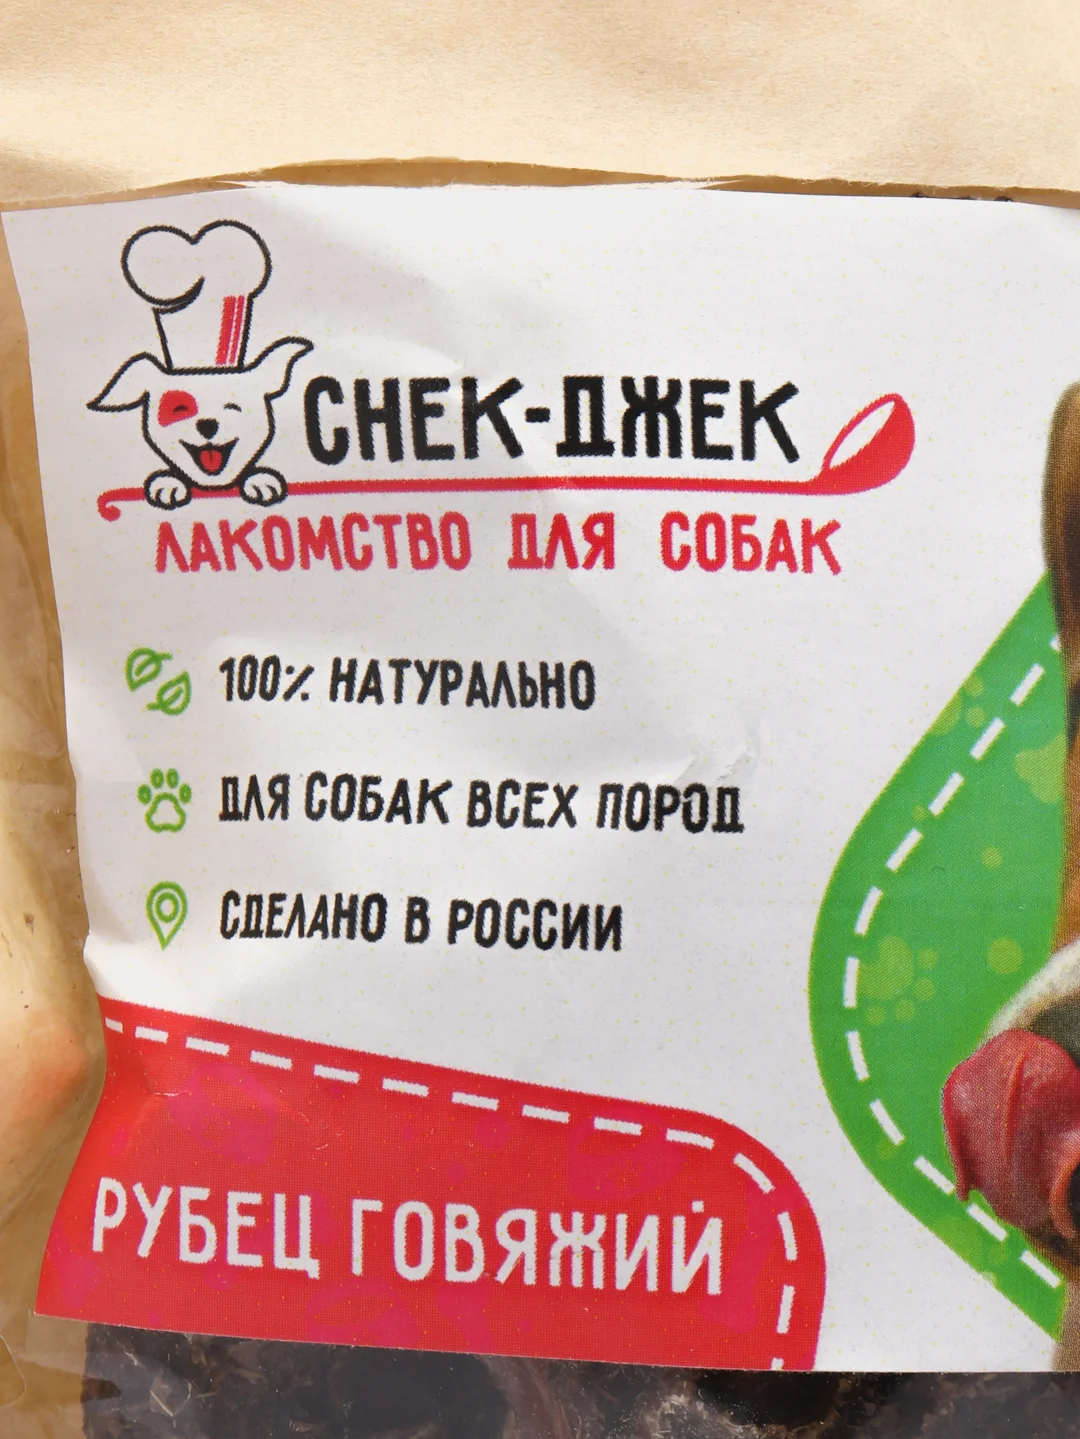 СНЕК-ДЖЕК
ЛАКОМСТВО ДЛЯ СОБАК
100% НАТУРАЛЬНО
ДЛЯ СОБАК ВСЕХ ПОРОД
СДЕЛАНО В РОССИИ
РУБЕЦ ГОВЯЖИЙ